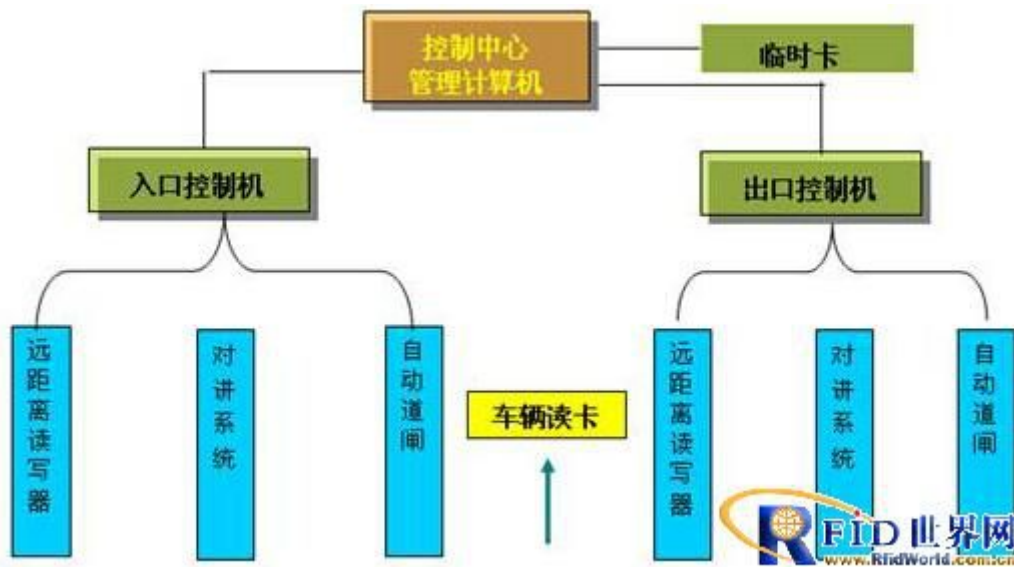 控制中心
管理计算机
临时卡
入口控制机
出口控制机
远距离读写器
对讲系统
自动道闸
车辆读卡
远距离读写器
对讲系统
自动道闸
RFID世界网
www.RfidWorld.com.cn